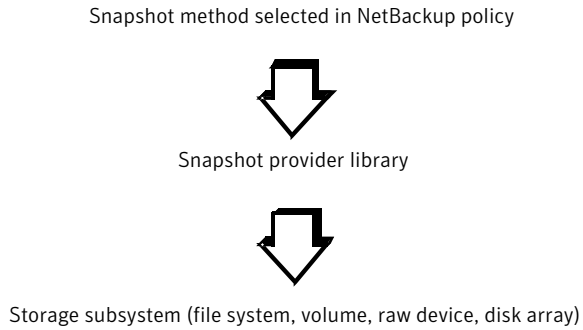 Snapshot method selected in NetBackup policy
Snapshot provider library
Storage subsystem (file system, volume, raw device, disk array)